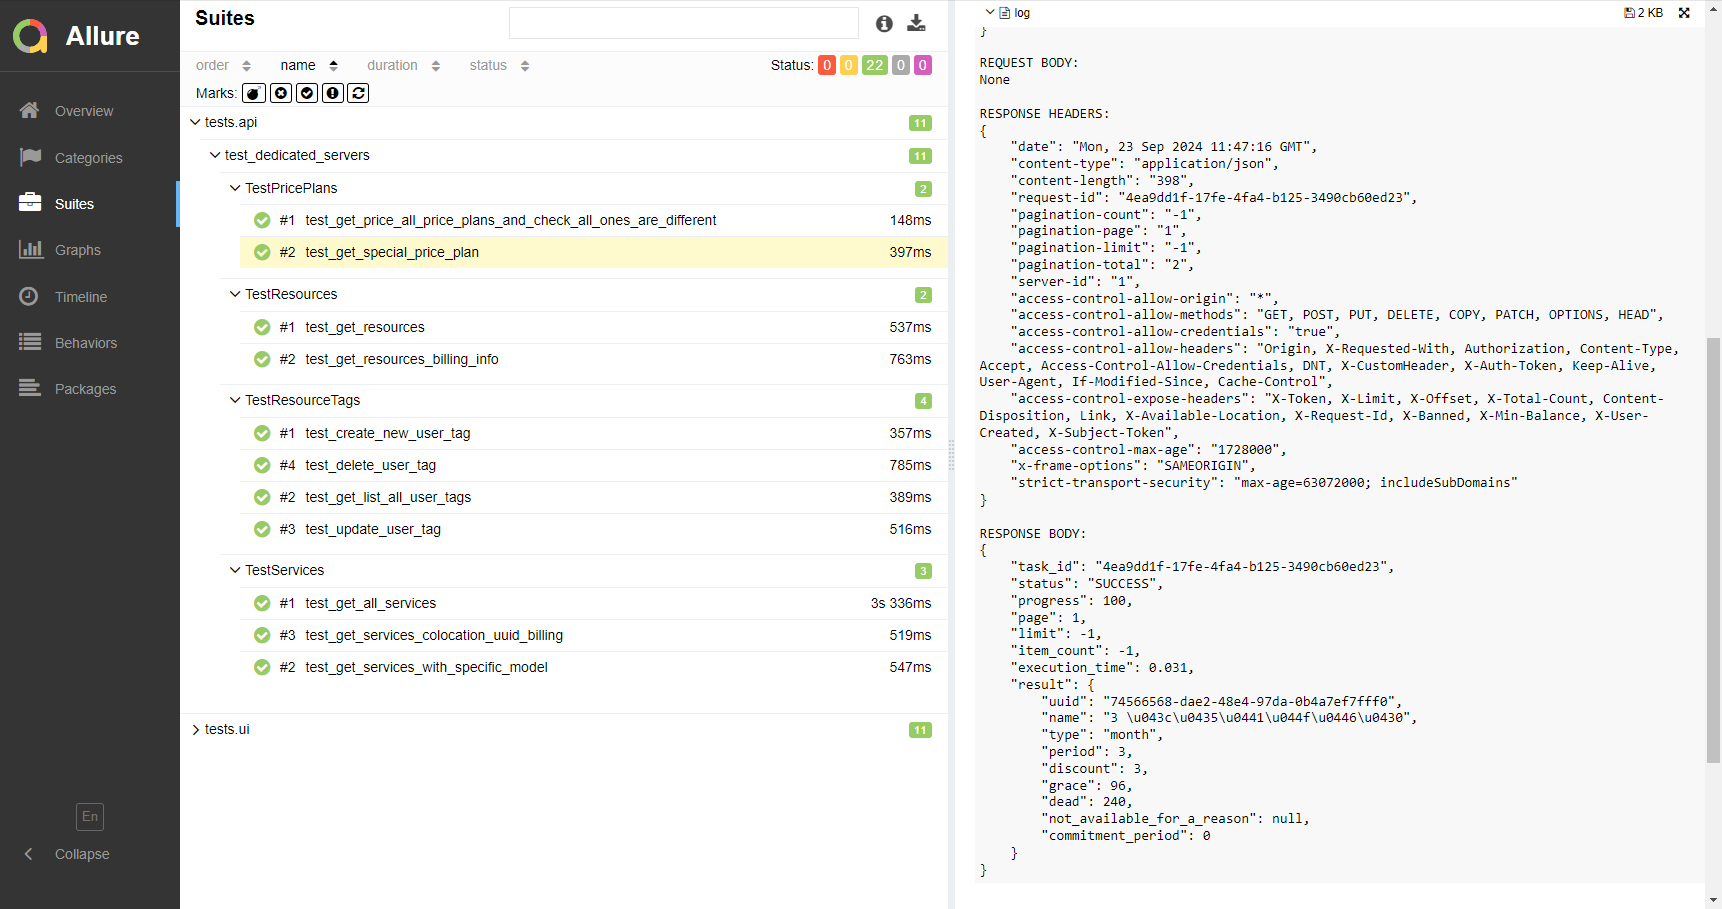 Allure
Overview
Categories
Suites
Graphs
Timeline
Behaviors
Packages
En
Collapse
Suites
order name duration status
Status: 0 0 22 0 0
Marks:
tests.api 11
test_dedicated_servers 11
TestPricePlans 2
#1 test_get_price_all_price_plans_and_check_all_ones_are_different 148ms
#2 test_get_special_price_plan 397ms
TestResources 2
#1 test_get_resources 537ms
#2 test_get_resources_billing_info 763ms
TestResourceTags 4
#1 test_create_new_user_tag 357ms
#4 test_delete_user_tag 785ms
#2 test_get_list_all_user_tags 389ms
#3 test_update_user_tag 516ms
TestServices 3
#1 test_get_all_services 3s 336ms
#3 test_get_services_colocation_uuid_billing 519ms
#2 test_get_services_with_specific_model 547ms
tests.ui 11
log 2 KB
}
REQUEST BODY:
None
RESPONSE HEADERS:
{
"date": "Mon, 23 Sep 2024 11:47:16 GMT",
"content-type": "application/json",
"content-length": "398",
"request-id": "4ea9dd1f-17fe-4fa4-b125-3490cb60ed23",
"pagination-count": "-1",
"pagination-page": "1",
"pagination-limit": "-1",
"pagination-total": "2",
"server-id": "1",
"access-control-allow-origin": "*",
"access-control-allow-methods": "GET, POST, PUT, DELETE, COPY, PATCH, OPTIONS, HEAD",
"access-control-allow-credentials": "true",
"access-control-allow-headers": "Origin, X-Requested-With, Authorization, Content-Type,
Accept, Access-Control-Allow-Credentials, DNT, X-CustomHeader, X-Auth-Token, Keep-Alive,
User-Agent, If-Modified-Since, Cache-Control",
"access-control-expose-headers": "X-Token, X-Limit, X-Offset, X-Total-Count, Content-
Disposition, Link, X-Available-Location, X-Request-Id, X-Banned, X-Min-Balance, X-User-
Created, X-Subject-Token",
"access-control-max-age": "1728000",
"x-frame-options": "SAMEORIGIN",
"strict-transport-security": "max-age=63072000; includeSubDomains"
}
RESPONSE BODY:
{
"task_id": "4ea9dd1f-17fe-4fa4-b125-3490cb60ed23",
"status": "SUCCESS",
"progress": 100,
"page": 1,
"limit": -1,
"item_count": -1,
"execution_time": 0.031,
"result": {
"uuid": "74566568-dae2-48e4-97da-0b4a7ef7fff0",
"name": "3 \u043c\u0435\u0441\u044f\u0446\u0430",
"type": "month",
"period": 3,
"discount": 3,
"grace": 96,
"dead": 240,
"not_available_for_a_reason": null,
"commitment_period": 0
}
}